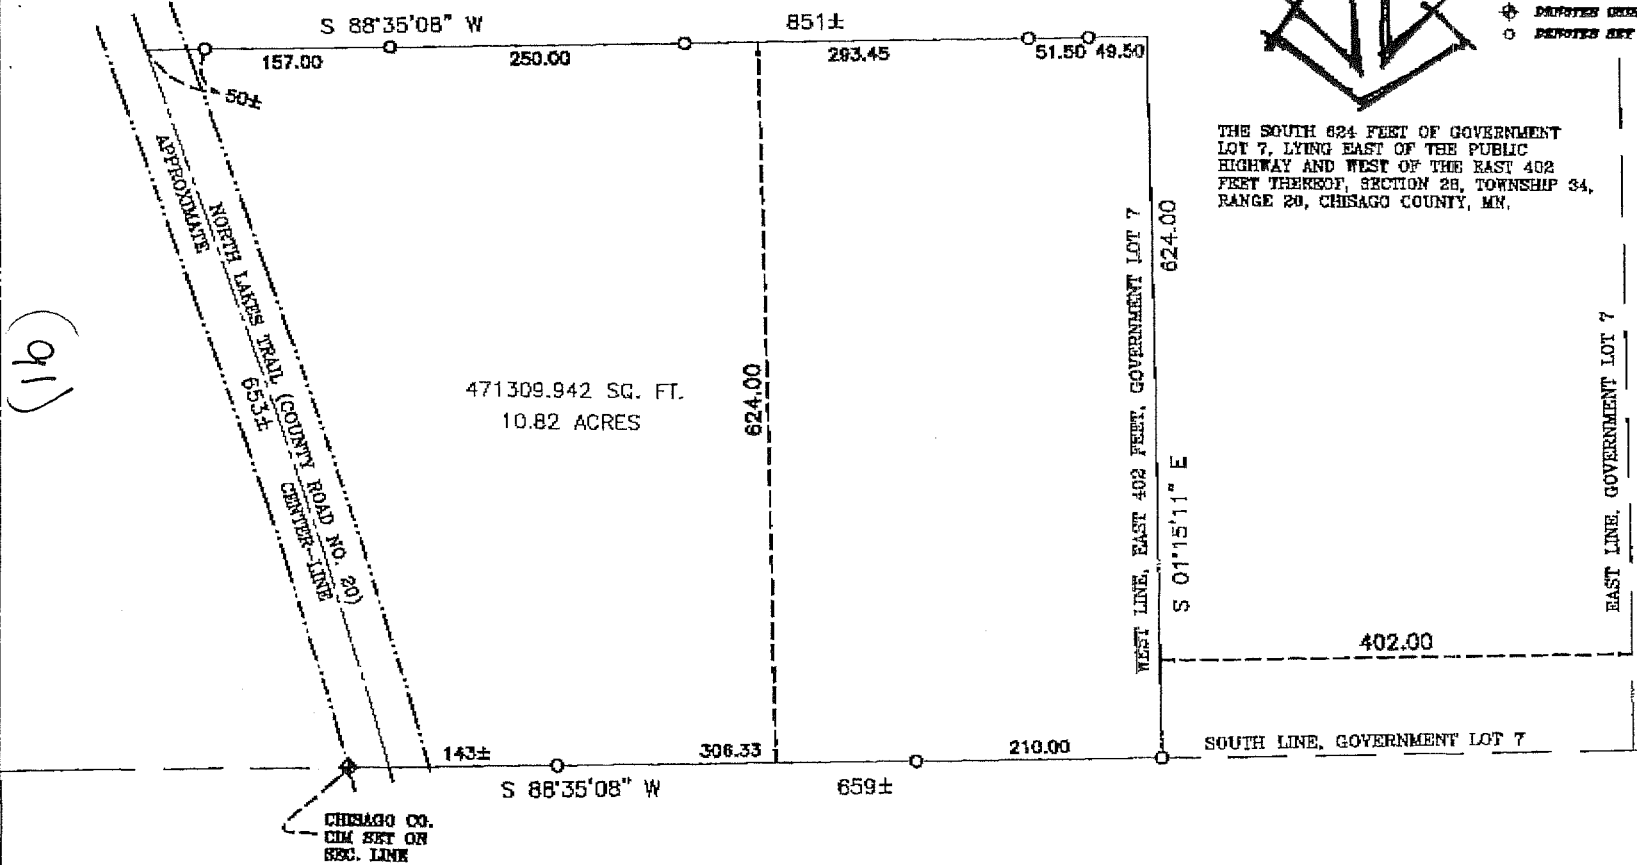 S 88°35'08" W
851±
157.00
250.00
293.45
51.50 49.50
50±
DENOTES
DENOTES SET
THE SOUTH 624 FEET OF GOVERNMENT
LOT 7, LYING EAST OF THE PUBLIC
HIGHWAY AND WEST OF THE EAST 402
FEET THEREOF, SECTION 28, TOWNSHIP 34,
RANGE 20, CHISAGO COUNTY, MN.
APPROXIMATE
CENTER-LINE
NORTH LAKES TRAIL (COUNTY ROAD NO. 20)
653±
471309.942 SQ. FT.
10.82 ACRES
624.00
WEST LINE, EAST 402 FEET, GOVERNMENT LOT 7
624.00
S 01°15'11" E
EAST LINE, GOVERNMENT LOT 7
402.00
SOUTH LINE, GOVERNMENT LOT 7
143±
306.33
210.00
S 88°35'08" W
659±
CHISAGO CO.
CIM SET ON
SEC. LINE